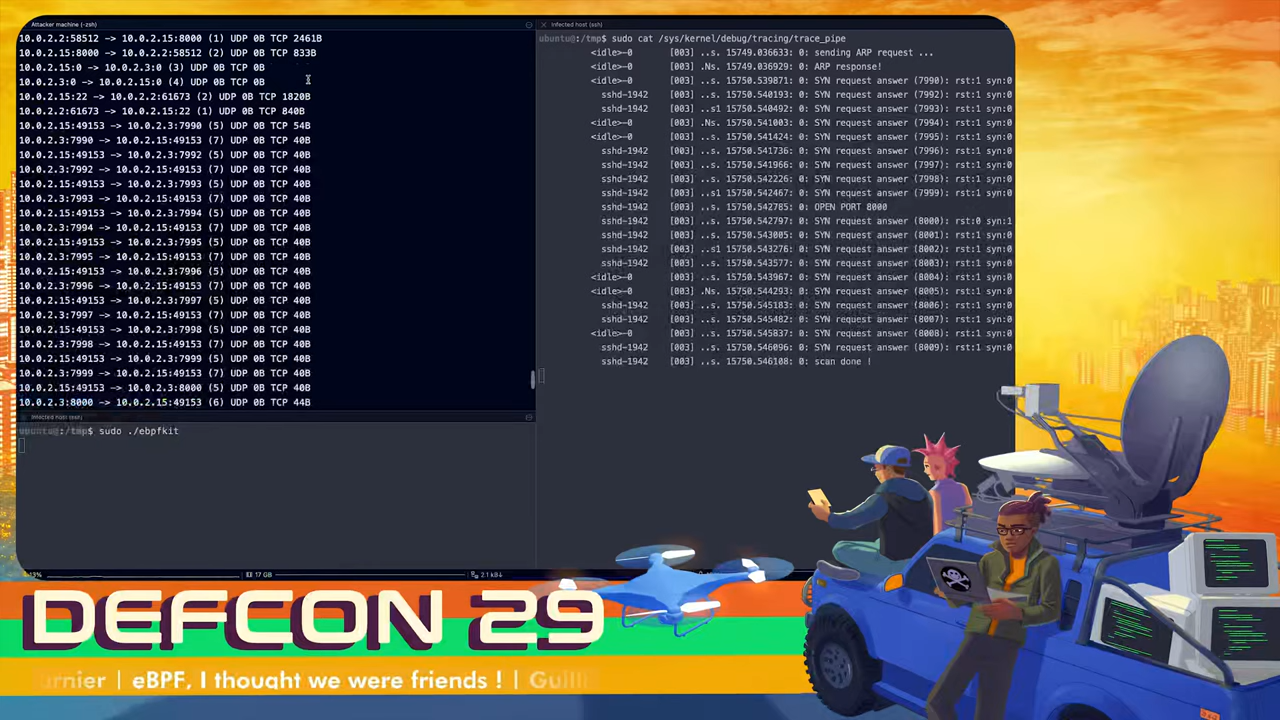 Attacker machine (-zsh)
10.0.2.2:58512 -> 10.0.2.15:8000 (1) UDP 0B TCP 2461B
10.0.2.15:8000 -> 10.0.2.2:58512 (2) UDP 0B TCP 833B
10.0.2.15:0 -> 10.0.2.3:0 (3) UDP 0B TCP 0B
10.0.2.3:0 -> 10.0.2.15:0 (4) UDP 0B TCP 0B
10.0.2.15:22 -> 10.0.2.2:61673 (2) UDP 0B TCP 1820B
10.0.2.2:61673 -> 10.0.2.15:22 (1) UDP 0B TCP 840B
10.0.2.15:49153 -> 10.0.2.3:7990 (5) UDP 0B TCP 54B
10.0.2.3:7990 -> 10.0.2.15:49153 (7) UDP 0B TCP 40B
10.0.2.15:49153 -> 10.0.2.3:7992 (5) UDP 0B TCP 40B
10.0.2.3:7992 -> 10.0.2.15:49153 (7) UDP 0B TCP 40B
10.0.2.15:49153 -> 10.0.2.3:7993 (5) UDP 0B TCP 40B
10.0.2.3:7993 -> 10.0.2.15:49153 (7) UDP 0B TCP 40B
10.0.2.15:49153 -> 10.0.2.3:7994 (5) UDP 0B TCP 40B
10.0.2.3:7994 -> 10.0.2.15:49153 (7) UDP 0B TCP 40B
10.0.2.15:49153 -> 10.0.2.3:7995 (5) UDP 0B TCP 40B
10.0.2.3:7995 -> 10.0.2.15:49153 (7) UDP 0B TCP 40B
10.0.2.15:49153 -> 10.0.2.3:7996 (5) UDP 0B TCP 40B
10.0.2.3:7996 -> 10.0.2.15:49153 (7) UDP 0B TCP 40B
10.0.2.15:49153 -> 10.0.2.3:7997 (5) UDP 0B TCP 40B
10.0.2.3:7997 -> 10.0.2.15:49153 (7) UDP 0B TCP 40B
10.0.2.15:49153 -> 10.0.2.3:7998 (5) UDP 0B TCP 40B
10.0.2.3:7998 -> 10.0.2.15:49153 (7) UDP 0B TCP 40B
10.0.2.15:49153 -> 10.0.2.3:7999 (5) UDP 0B TCP 40B
10.0.2.3:7999 -> 10.0.2.15:49153 (7) UDP 0B TCP 40B
10.0.2.15:49153 -> 10.0.2.3:8000 (5) UDP 0B TCP 40B
10.0.2.3:8000 -> 10.0.2.15:49153 (6) UDP 0B TCP 44B
Infected host (ssh)
ubuntu@:/tmp$ sudo ./ebpfkit
Infected host (ssh)
ubuntu@:/tmp$ sudo cat /sys/kernel/debug/tracing/trace_pipe
<idle>-0 [003] ..s. 15749.036633: 0: sending ARP request ...
<idle>-0 [003] .Ns. 15749.036929: 0: ARP response!
<idle>-0 [003] ..s. 15750.539871: 0: SYN request answer (7990): rst:1 syn:0
sshd-1942 [003] ..s. 15750.540193: 0: SYN request answer (7992): rst:1 syn:0
sshd-1942 [003] ..s1 15750.540492: 0: SYN request answer (7993): rst:1 syn:0
<idle>-0 [003] .Ns. 15750.541003: 0: SYN request answer (7994): rst:1 syn:0
<idle>-0 [003] ..s. 15750.541424: 0: SYN request answer (7995): rst:1 syn:0
sshd-1942 [003] ..s. 15750.541736: 0: SYN request answer (7996): rst:1 syn:0
sshd-1942 [003] ..s. 15750.541966: 0: SYN request answer (7997): rst:1 syn:0
sshd-1942 [003] ..s. 15750.542226: 0: SYN request answer (7998): rst:1 syn:0
sshd-1942 [003] ..s1 15750.542467: 0: SYN request answer (7999): rst:1 syn:0
sshd-1942 [003] ..s. 15750.542785: 0: OPEN PORT 8000
sshd-1942 [003] ..s. 15750.542797: 0: SYN request answer (8000): rst:0 syn:1
sshd-1942 [003] ..s. 15750.543005: 0: SYN request answer (8001): rst:1 syn:0
sshd-1942 [003] ..s1 15750.543276: 0: SYN request answer (8002): rst:1 syn:0
sshd-1942 [003] ..s. 15750.543577: 0: SYN request answer (8003): rst:1 syn:0
<idle>-0 [003] ..s. 15750.543967: 0: SYN request answer (8004): rst:1 syn:0
<idle>-0 [003] .Ns. 15750.544293: 0: SYN request answer (8005): rst:1 syn:0
sshd-1942 [003] ..s. 15750.545183: 0: SYN request answer (8006): rst:1 syn:0
sshd-1942 [003] ..s. 15750.545482: 0: SYN request answer (8007): rst:1 syn:0
<idle>-0 [003] ..s. 15750.545837: 0: SYN request answer (8008): rst:1 syn:0
sshd-1942 [003] ..s. 15750.546096: 0: SYN request answer (8009): rst:1 syn:0
sshd-1942 [003] ..s. 15750.546108: 0: scan done !
13%
17 GB
2.1 kB↓
DEFCON 29
urnier | eBPF, I thought we were friends ! | Guill